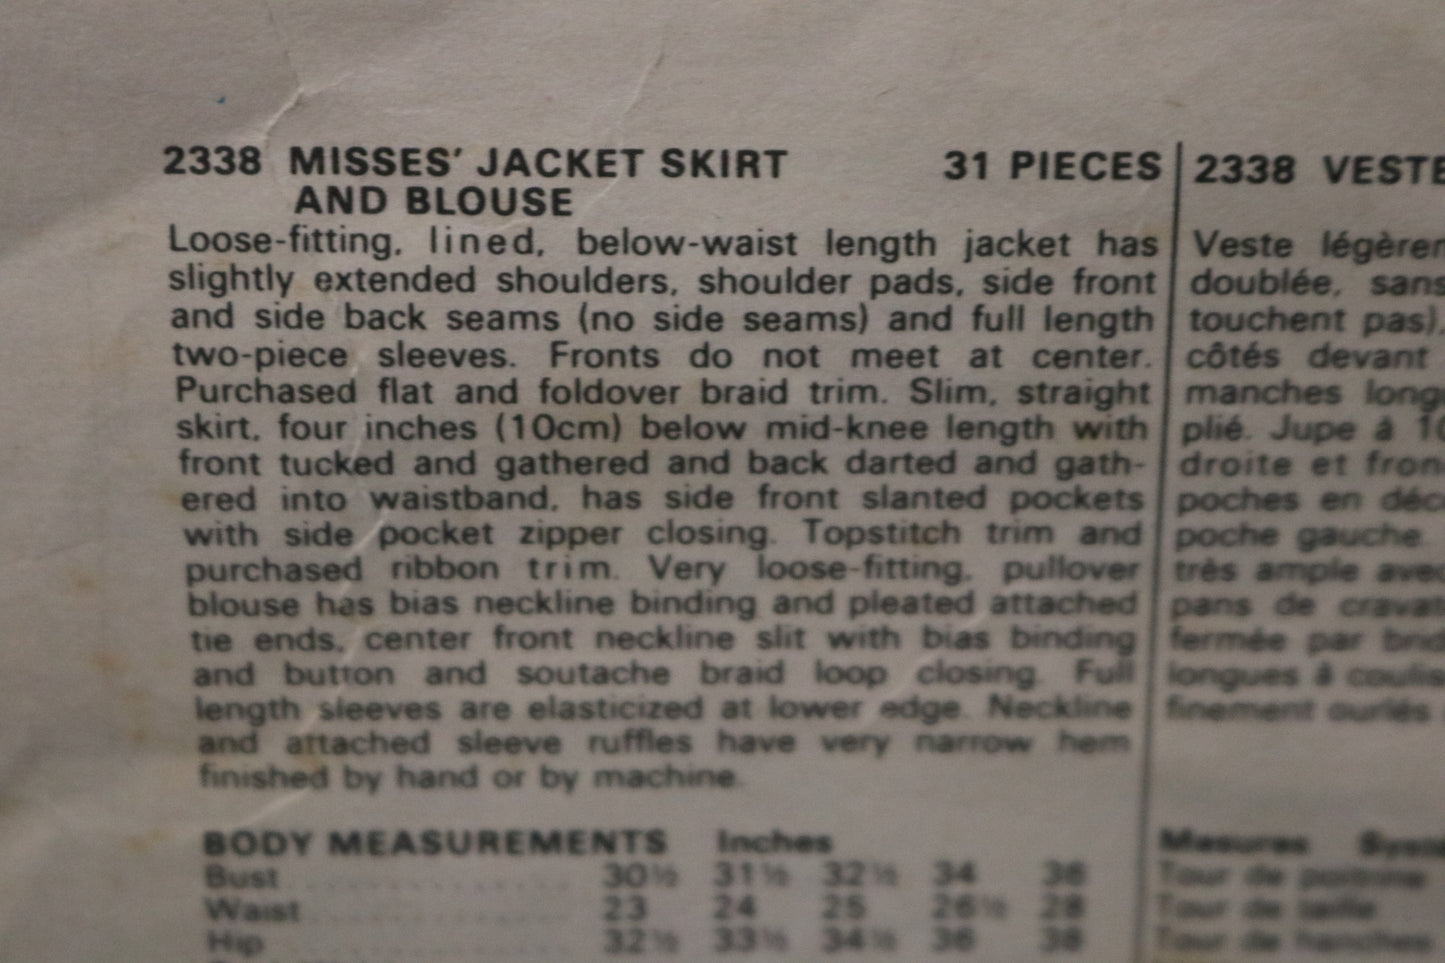 2338 MISSES' JACKET SKIRT 31 PIECES
AND BLOUSE
Loose-fitting, lined, below-waist length jacket has
slightly extended shoulders, shoulder pads, side front
and side back seams (no side seams) and full length
two-piece sleeves. Fronts do not meet at center.
Purchased flat and foldover braid trim. Slim, straight
skirt, four inches (10cm) below mid-knee length with
front tucked and gathered and back darted and gath-
ered into waistband, has side front slanted pockets
with side pocket zipper closing. Topstitch trim and
purchased ribbon trim. Very loose-fitting, pullover
blouse has bias neckline binding and pleated attached
tie ends, center front neckline slit with bias binding
and button and soutache braid loop closing. Full
length sleeves are elasticized at lower edge. Neckline
and attached sleeve ruffles have very narrow hem
finished by hand or by machine.
BODY MEASUREMENTS Inches
Bust 30½ 31½ 32½ 34 36
Waist 23 24 25 26½ 28
Hip 32½ 33½ 34½ 36 38
2338 VESTE
Veste
doublée, sans
touchent pas),
côtés devant
manches
plié. Jupe à
droite et
poches en
poche gauche.
très ample
pans de
fermée par
longues à
finement ourlés
Mesures
Tour de poitrine
Tour de taille
Tour de hanches